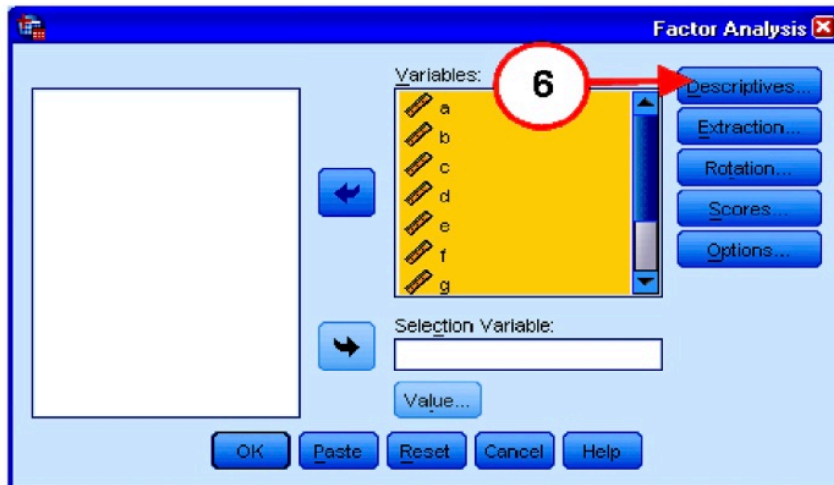 Factor Analysis
Variables:
6
a
b
c
d
e
f
g
Descriptives...
Extraction...
Rotation...
Scores...
Options...
Selection Variable:
Value...
OK Paste Reset Cancel Help